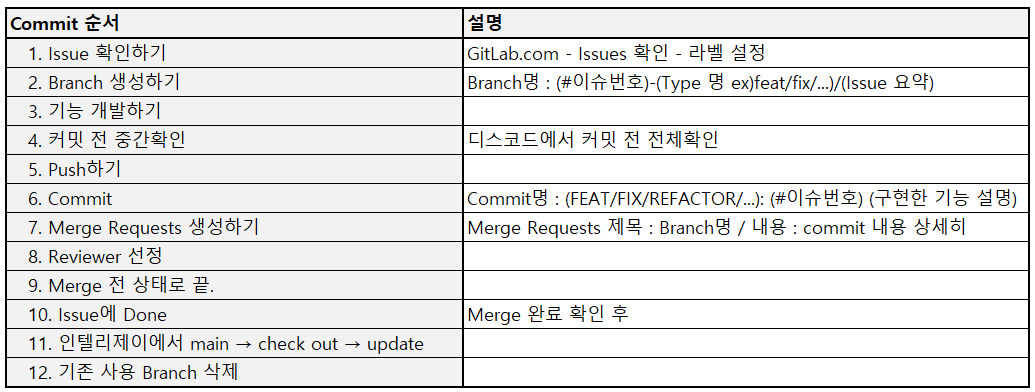 Commit 순서 설명
1. Issue 확인하기 GitLab.com - Issues 확인 - 라벨 설정
2. Branch 생성하기 Branch명 : (#이슈번호)-(Type 명 ex)feat/fix/...)/(Issue 요약)
3. 기능 개발하기
4. 커밋 전 중간확인 디스코드에서 커밋 전 전체확인
5. Push하기
6. Commit Commit명 : (FEAT/FIX/REFACTOR/...): (#이슈번호) (구현한 기능 설명)
7. Merge Requests 생성하기 Merge Requests 제목 : Branch명 / 내용 : commit 내용 상세히
8. Reviewer 선정
9. Merge 전 상태로 끝.
10. Issue에 Done Merge 완료 확인 후
11. 인텔리제이에서 main → check out → update
12. 기존 사용 Branch 삭제